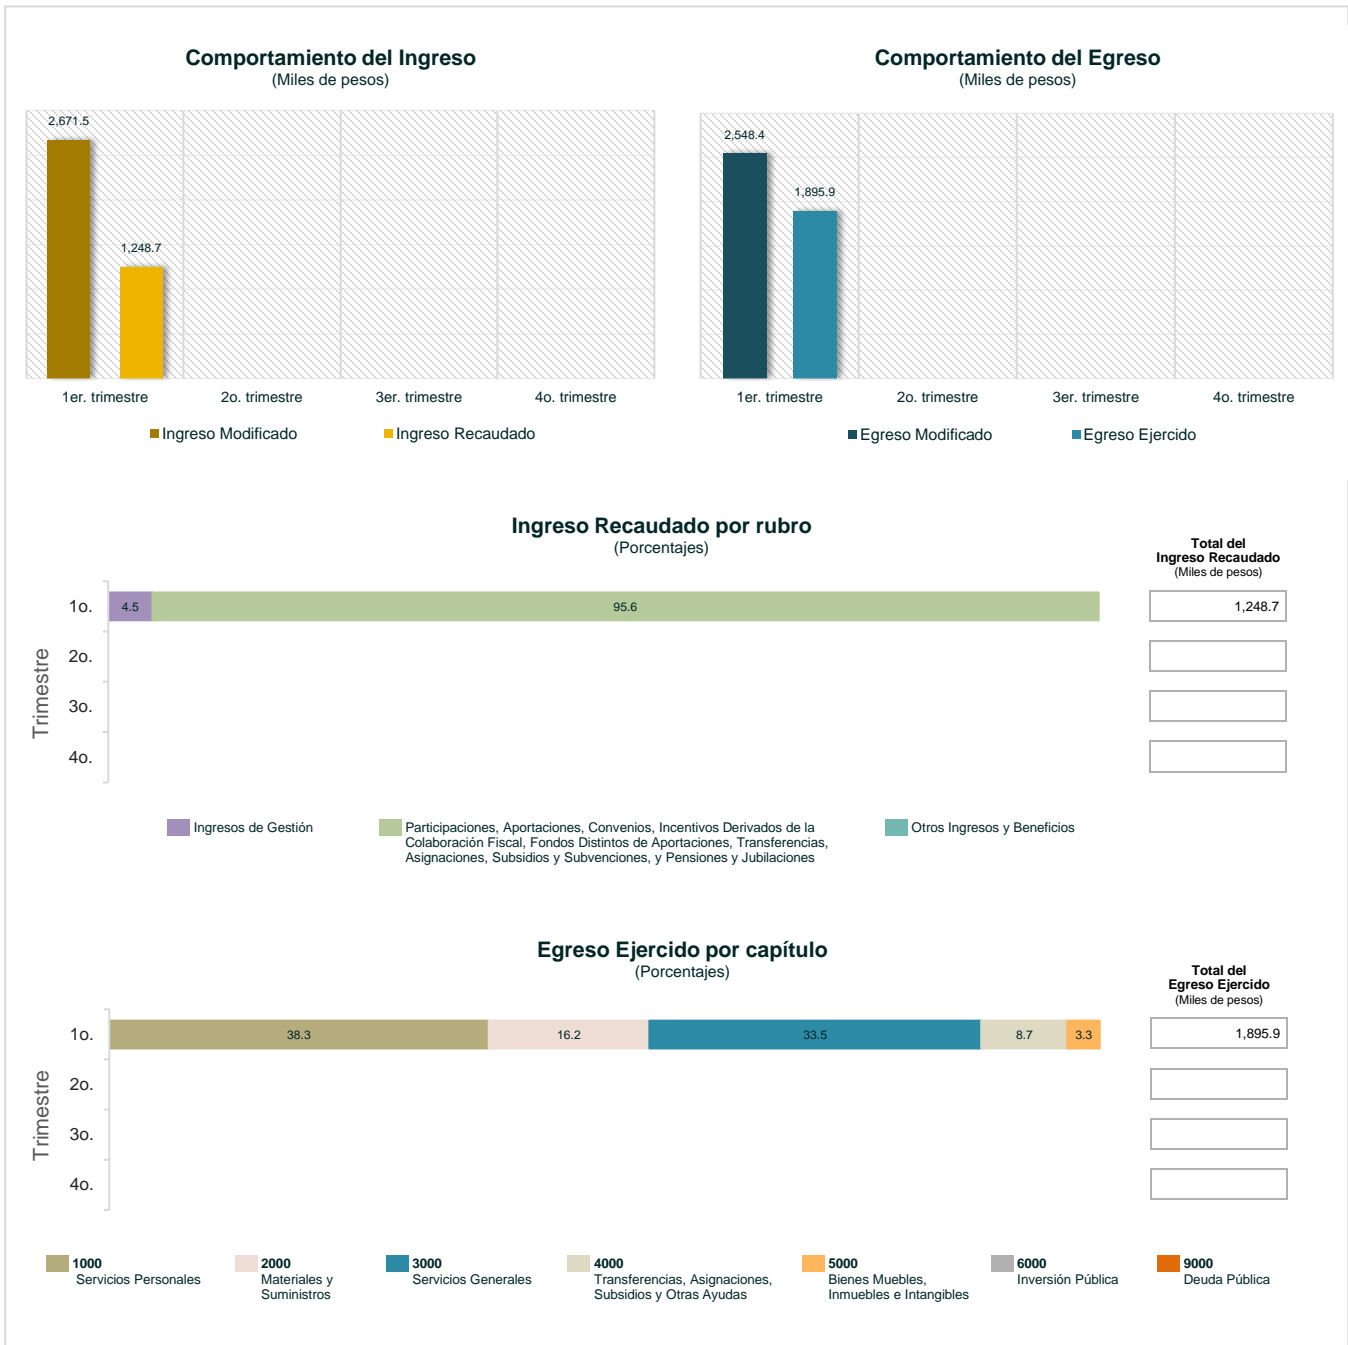 Comportamiento del Ingreso
(Miles de pesos)
2,671.5
1,248.7
1er. trimestre
2o. trimestre
3er. trimestre
4o. trimestre
Ingreso Modificado
Ingreso Recaudado
Comportamiento del Egreso
(Miles de pesos)
2,548.4
1,895.9
1er. trimestre
2o. trimestre
3er. trimestre
4o. trimestre
Egreso Modificado
Egreso Ejercido
Ingreso Recaudado por rubro
(Porcentajes)
Total del
Ingreso Recaudado
(Miles de pesos)
Trimestre
1o.
4.5
95.6
1,248.7
2o.
3o.
4o.
Ingresos de Gestión
Participaciones, Aportaciones, Convenios, Incentivos Derivados de la
Colaboración Fiscal, Fondos Distintos de Aportaciones, Transferencias,
Asignaciones, Subsidios y Subvenciones, y Pensiones y Jubilaciones
Otros Ingresos y Beneficios
Egreso Ejercido por capítulo
(Porcentajes)
Total del
Egreso Ejercido
(Miles de pesos)
Trimestre
1o.
38.3
16.2
33.5
8.7
3.3
1,895.9
2o.
3o.
4o.
1000
Servicios Personales
2000
Materiales y
Suministros
3000
Servicios Generales
4000
Transferencias, Asignaciones,
Subsidios y Otras Ayudas
5000
Bienes Muebles,
Inmuebles e Intangibles
6000
Inversión Pública
9000
Deuda Pública